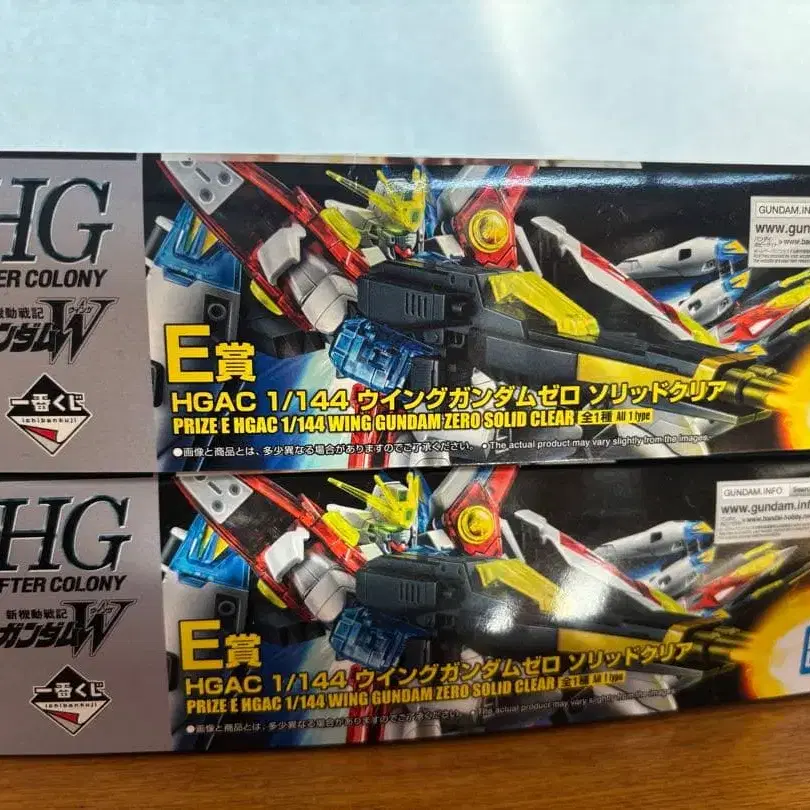 HG
AFTER COLONY
機動戦記
ガンダムW
ウイング
一番くじ
ichibankuji
E賞
HGAC 1/144 ウイングガンダムゼロ ソリッドクリア
PRIZE E HGAC 1/144 WING GUNDAM ZERO SOLID CLEAR 全1種 All 1 type
●画像と商品とは、多少異なる場合がありますのでご了承ください。 ●The actual product may vary slightly from the images.
GUNDAM.INFO
www.gun
HG
AFTER COLONY
新機動戦記
ガンダムW
ウイング
一番くじ
ichibankuji
E賞
HGAC 1/144 ウイングガンダムゼロ ソリッドクリア
PRIZE E HGAC 1/144 WING GUNDAM ZERO SOLID CLEAR 全1種 All 1 type
●画像と商品とは、多少異なる場合がありますのでご了承ください。 ●The actual product may vary slightly from the images.
GUNDAM.INFO
www.gundam.inf